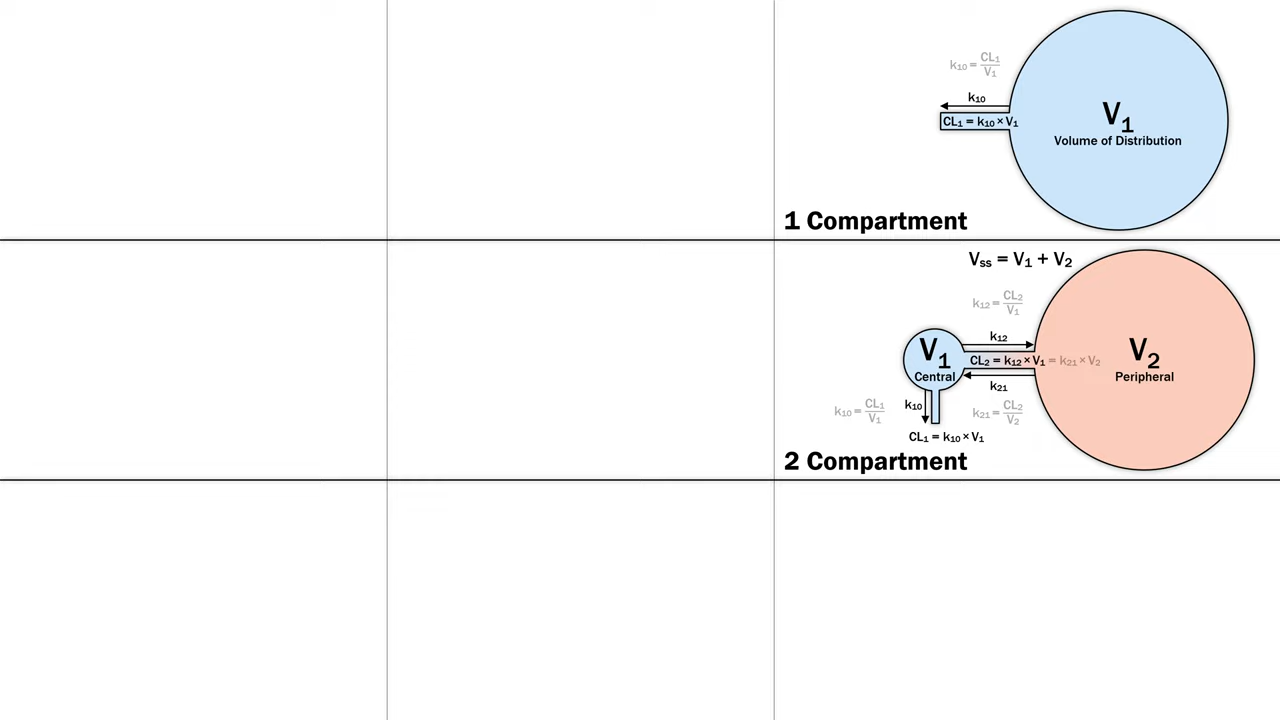 k₁₀ = CL₁/V₁
k₁₀
CL₁ = k₁₀ × V₁
V₁
Volume of Distribution
1 Compartment
Vss = V₁ + V₂
k₁₂ = CL₂/V₁
k₁₂
V₁
Central
CL₂ = k₁₂ × V₁ = k₂₁ × V₂
V₂
Peripheral
k₂₁
k₁₀ = CL₁/V₁
k₁₀
k₂₁ = CL₂/V₂
CL₁ = k₁₀ × V₁
2 Compartment